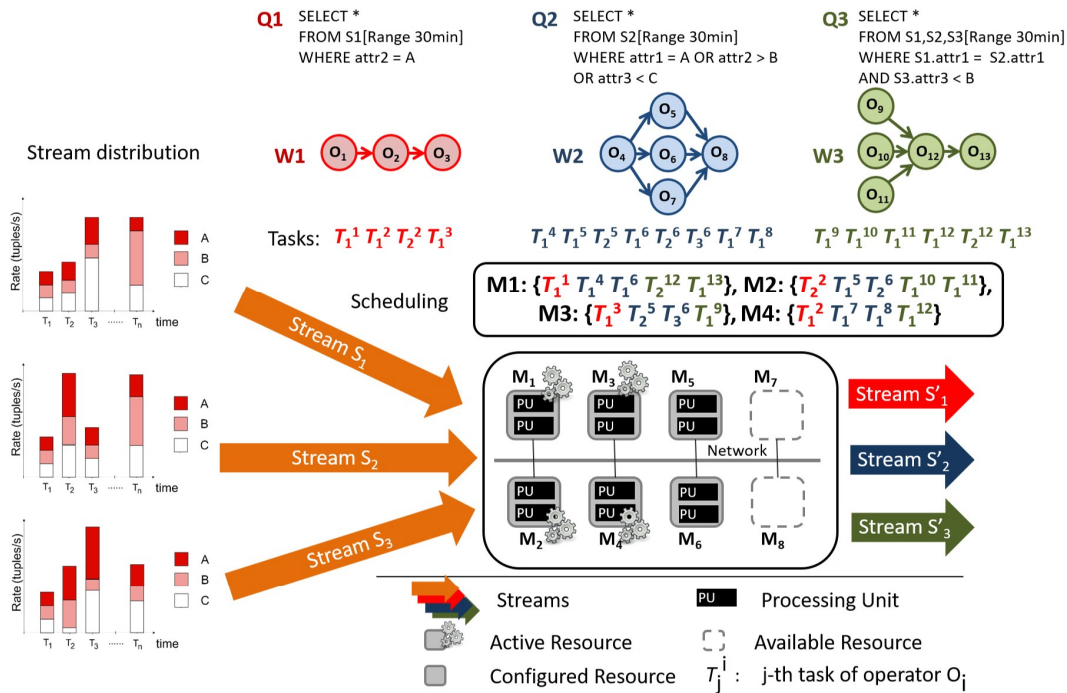 Q1 SELECT *
FROM S1[Range 30min]
WHERE attr2 = A
Q2 SELECT *
FROM S2[Range 30min]
WHERE attr1 = A OR attr2 > B
OR attr3 < C
Q3 SELECT *
FROM S1,S2,S3[Range 30min]
WHERE S1.attr1 = S2.attr1
AND S3.attr3 < B
Stream distribution
W1 O₁ O₂ O₃
W2 O₄ O₅ O₆ O₇ O₈
W3 O₉ O₁₀ O₁₁ O₁₂ O₁₃
Tasks: T₁¹ T₁² T₂² T₁³
T₁⁴ T₁⁵ T₂⁵ T₁⁶ T₂⁶ T₃⁶ T₁⁷ T₁⁸
T₁⁹ T₁¹⁰ T₁¹¹ T₁¹² T₂¹² T₁¹³
Scheduling
M1: {T₁¹ T₁⁴ T₁⁶ T₂¹² T₁¹³}, M2: {T₂² T₁⁵ T₂⁶ T₁¹⁰ T₁¹¹},
M3: {T₁³ T₂⁵ T₃⁶ T₁⁹}, M4: {T₁² T₁⁷ T₁⁸ T₁¹²}
Rate (tuples/s)
A
B
C
T₁ T₂ T₃ ...... Tₙ time
Rate (tuples/s)
A
B
C
T₁ T₂ T₃ ...... Tₙ time
Rate (tuples/s)
A
B
C
T₁ T₂ T₃ ...... Tₙ time
Stream S₁
Stream S₂
Stream S₃
M₁ M₃ M₅ M₇
PU PU PU
PU PU PU
Network
PU PU PU
PU PU PU
M₂ M₄ M₆ M₈
Stream S'₁
Stream S'₂
Stream S'₃
Streams
PU Processing Unit
Active Resource
Available Resource
Configured Resource
Tⱼⁱ : j-th task of operator Oᵢ